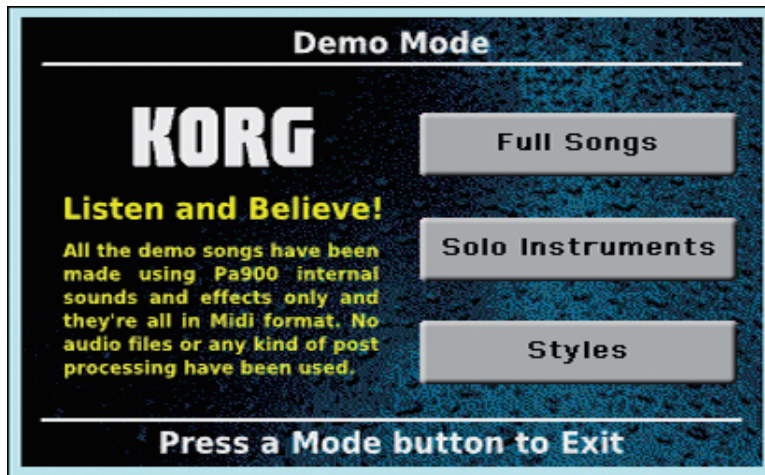 Demo Mode
KORG
Listen and Believe!
All the demo songs have been
made using Pa900 internal
sounds and effects only and
they're all in Midi format. No
audio files or any kind of post
processing have been used.
Full Songs
Solo Instruments
Styles
Press a Mode button to Exit